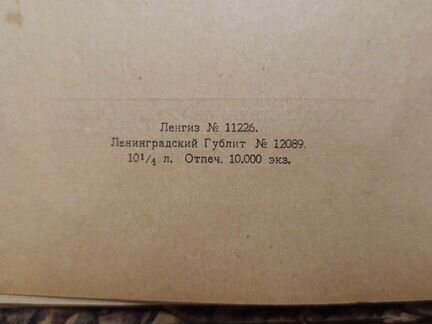 Ленгиз № 11226.
Ленинградский Гублит № 12089.
10¹/₄ л. Отпеч. 10.000 экз.